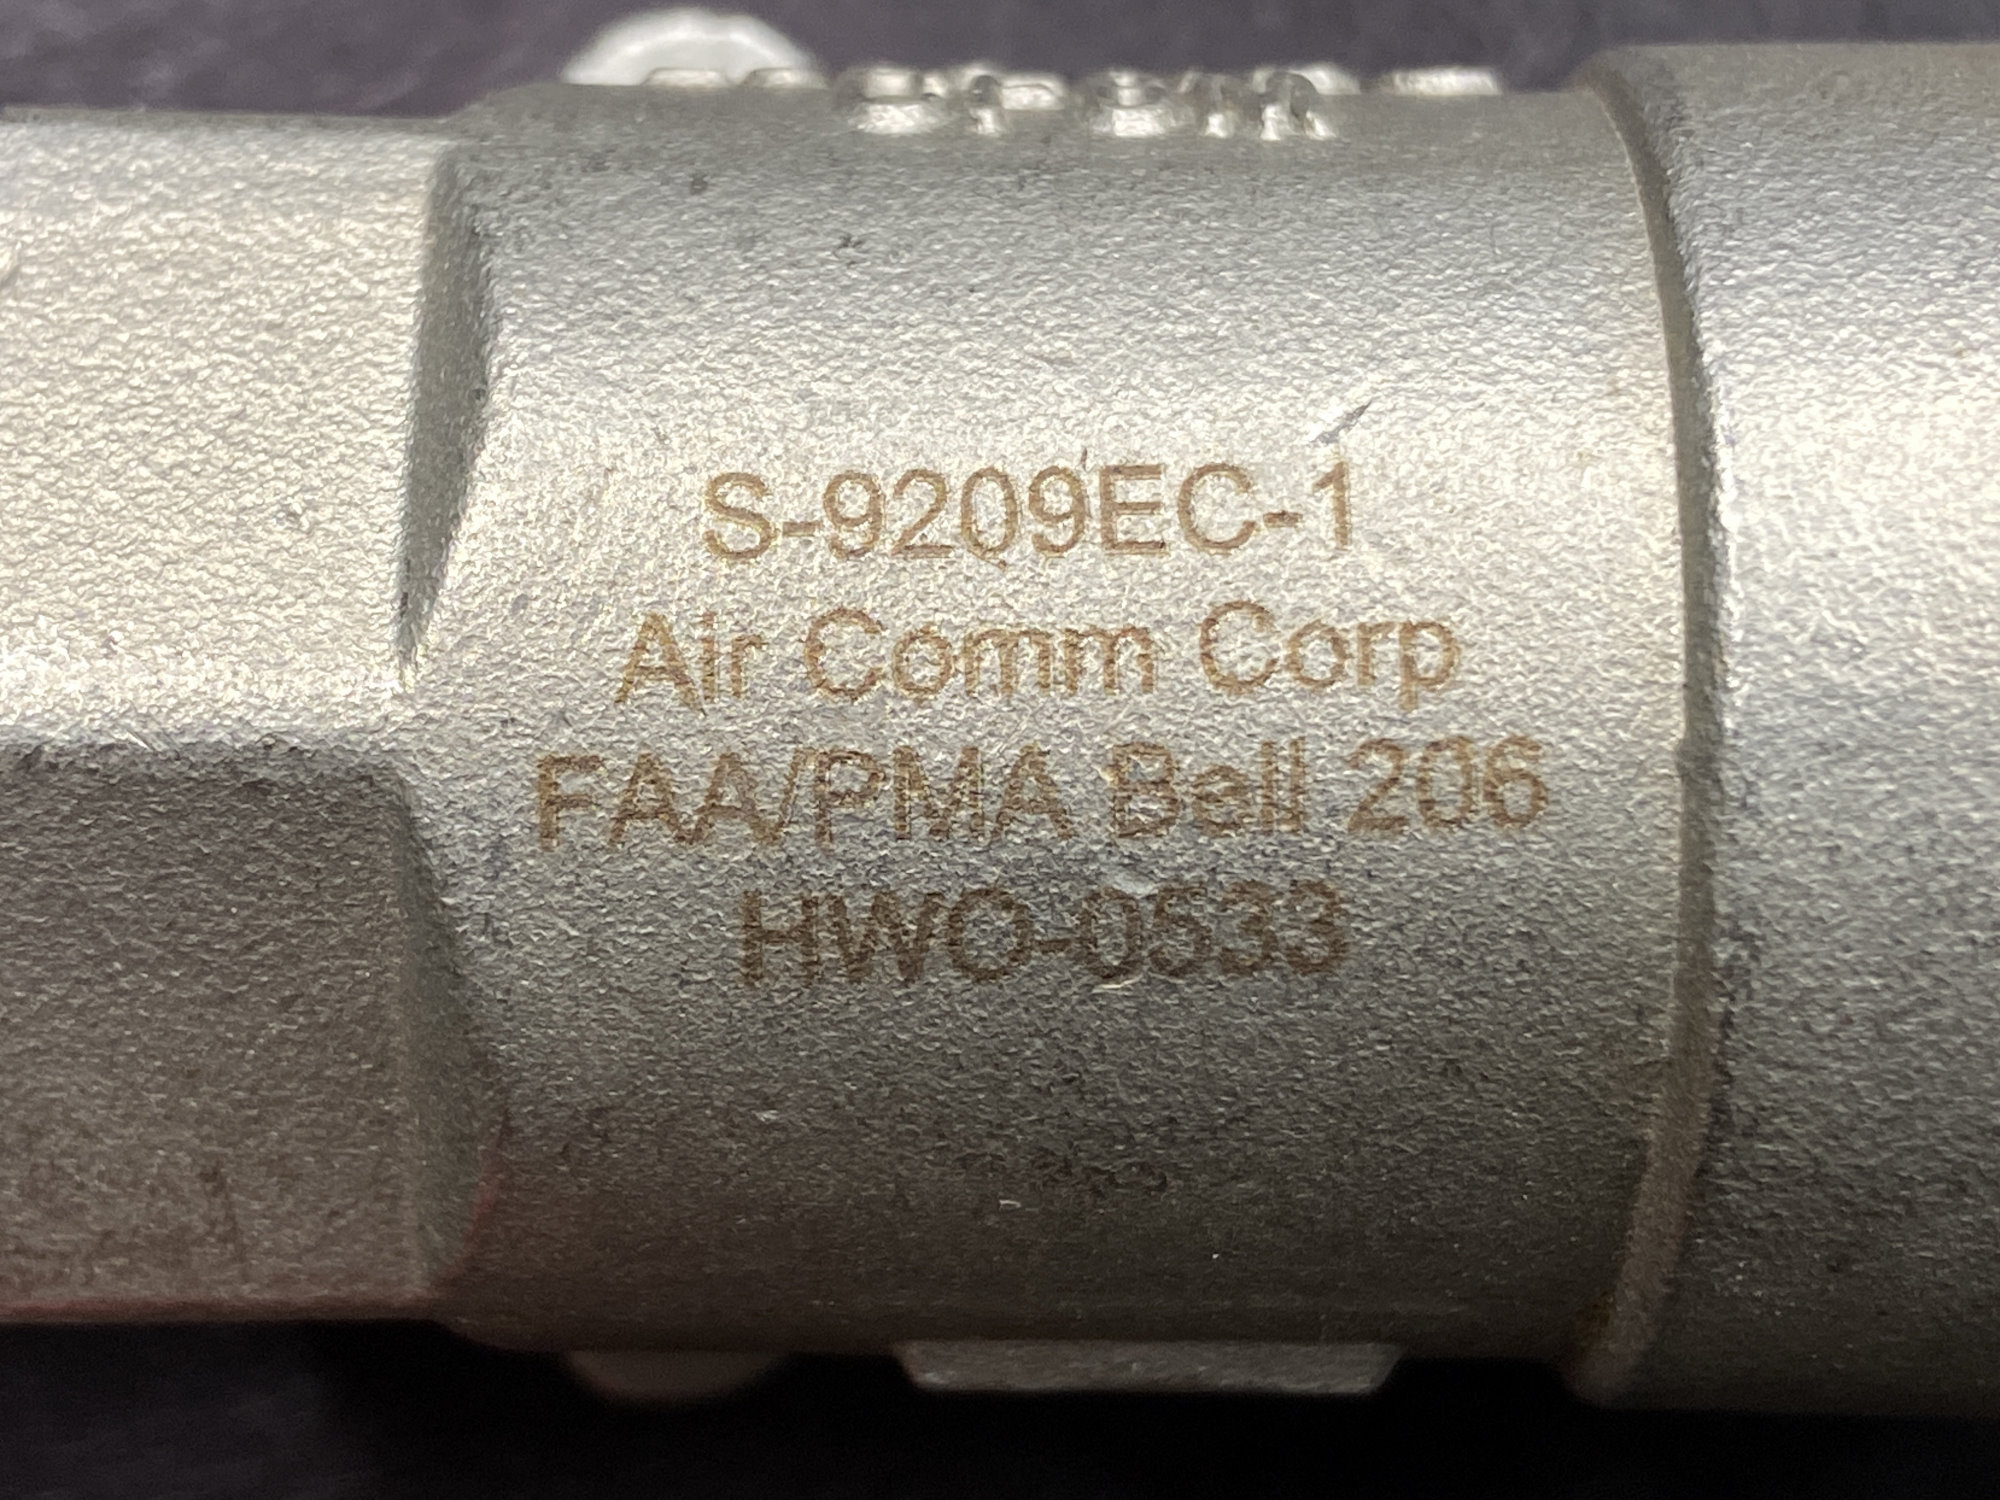 S-9209EC-1
Air Comm Corp
FAA/PMA Bell 206
HWO-0533